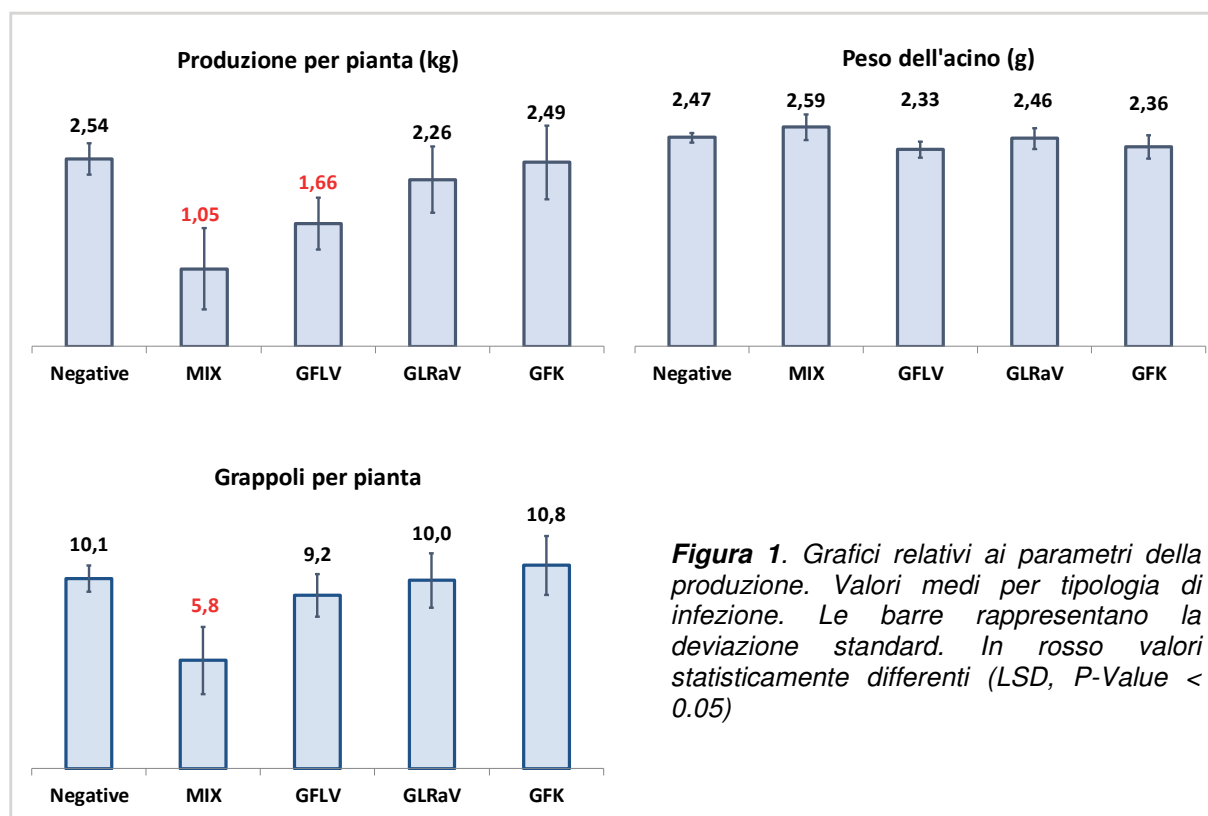 Produzione per pianta (kg)
2,54
1,05
1,66
2,26
2,49
Negative MIX GFLV GLRaV GFK
Peso dell'acino (g)
2,47 2,59 2,33 2,46 2,36
Negative MIX GFLV GLRaV GFK
Grappoli per pianta
10,1
5,8
9,2
10,0
10,8
Negative MIX GFLV GLRaV GFK
Figura 1. Grafici relativi ai parametri della
produzione. Valori medi per tipologia di
infezione. Le barre rappresentano la
deviazione standard. In rosso valori
statisticamente differenti (LSD, P-Value <
0.05)